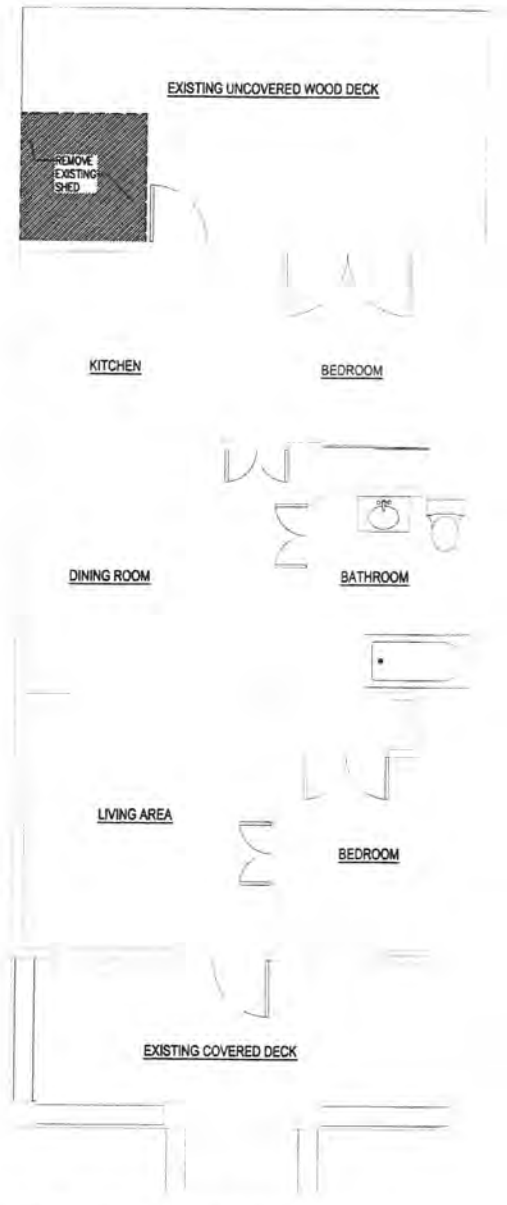 EXISTING UNCOVERED WOOD DECK
REMOVE
EXISTING
SHED
KITCHEN
BEDROOM
DINING ROOM
BATHROOM
LIVING AREA
BEDROOM
EXISTING COVERED DECK